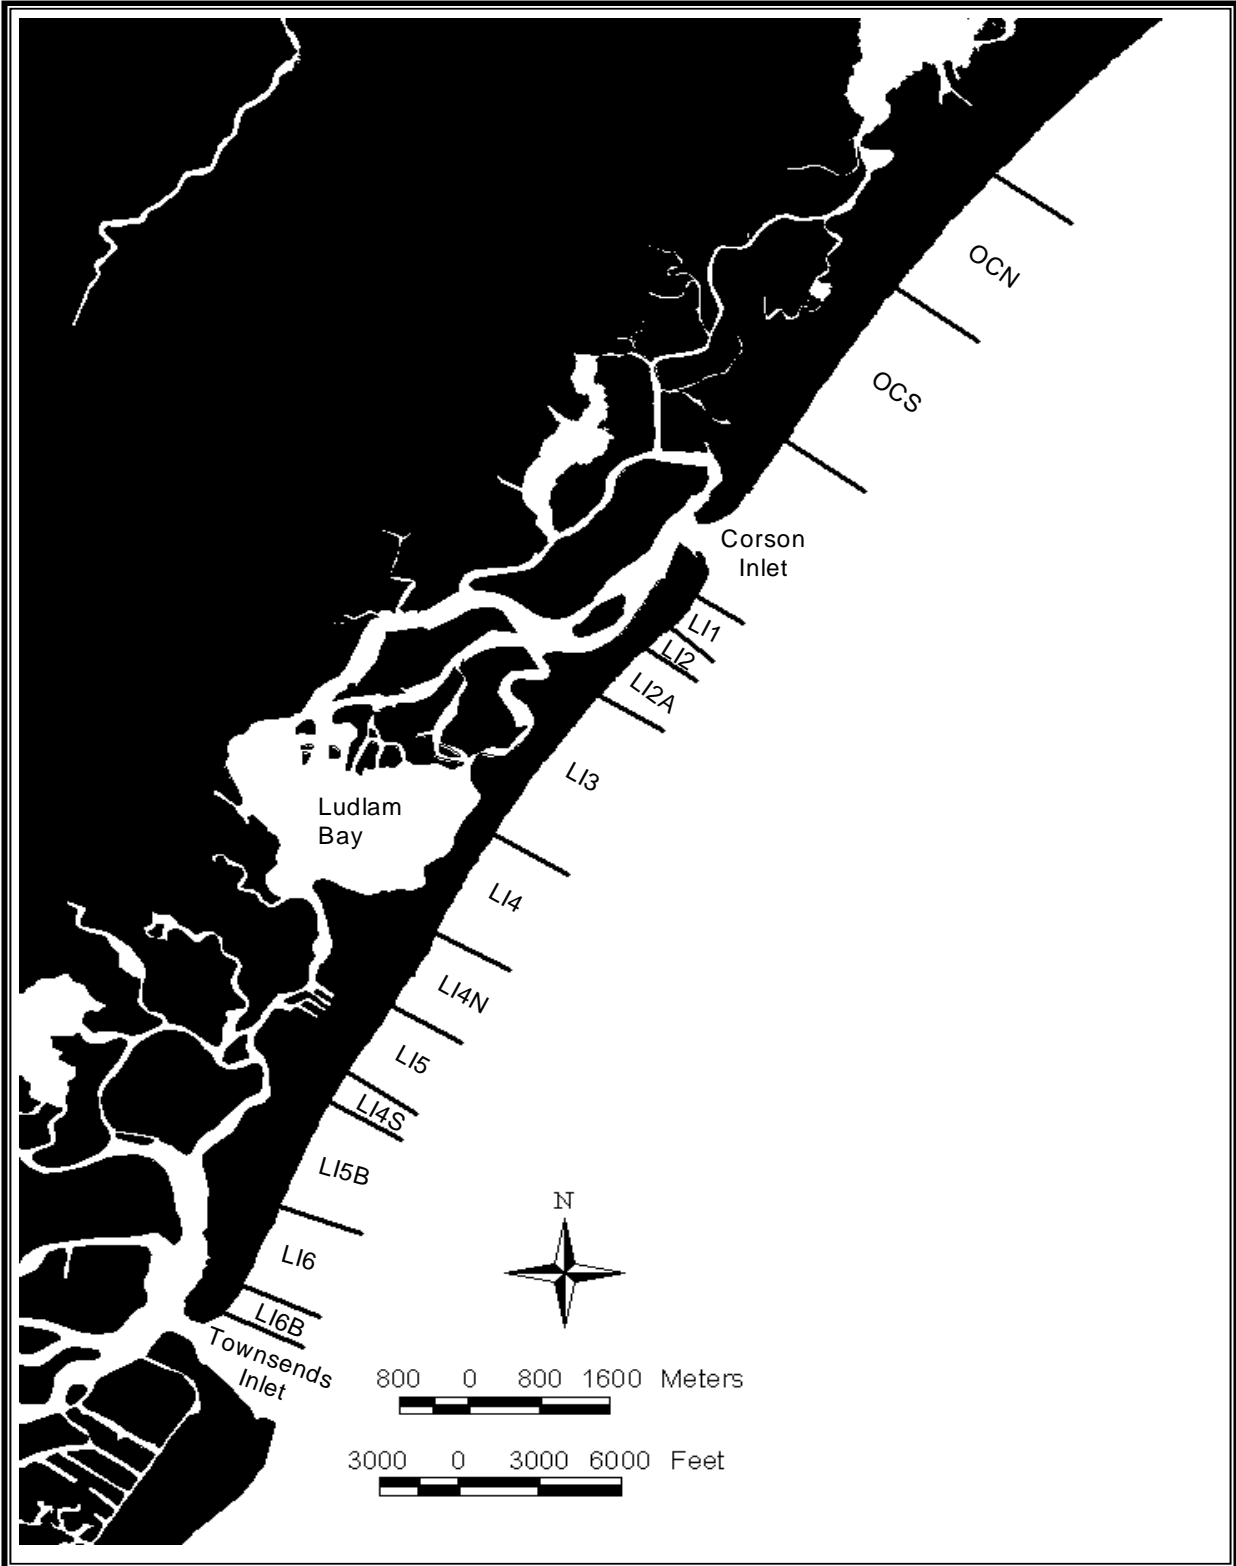 OCN
OCS
Corson
Inlet
LI1
LI2
LI2A
LI3
Ludlam
Bay
LI4
LI4N
LI5
LI4S
LI5B
N
LI6
LI6B
Townsends
Inlet
800 0 800 1600 Meters
3000 0 3000 6000 Feet